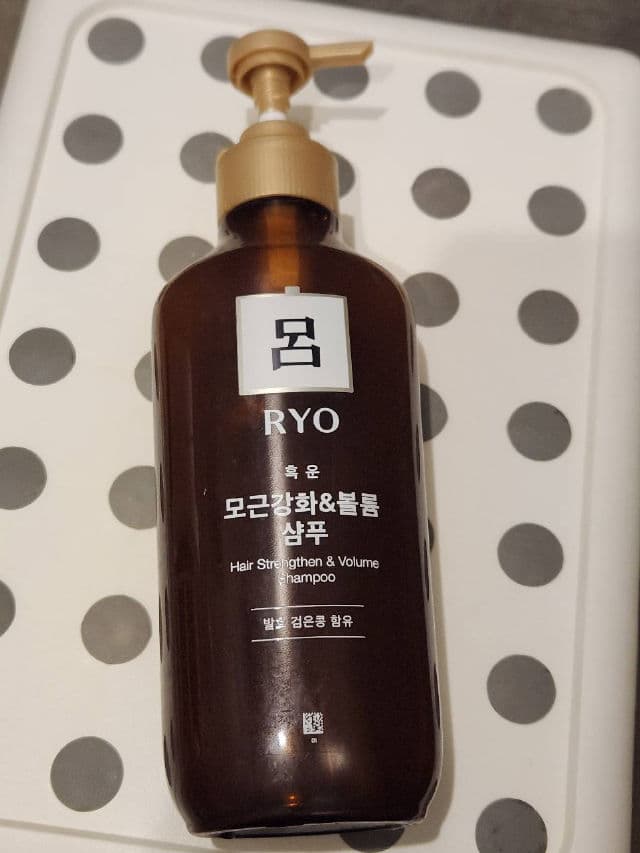 呂
RYO
흑운
모근강화&볼륨
샴푸
Hair Strengthen & Volume
Shampoo
발효 검은콩 함유